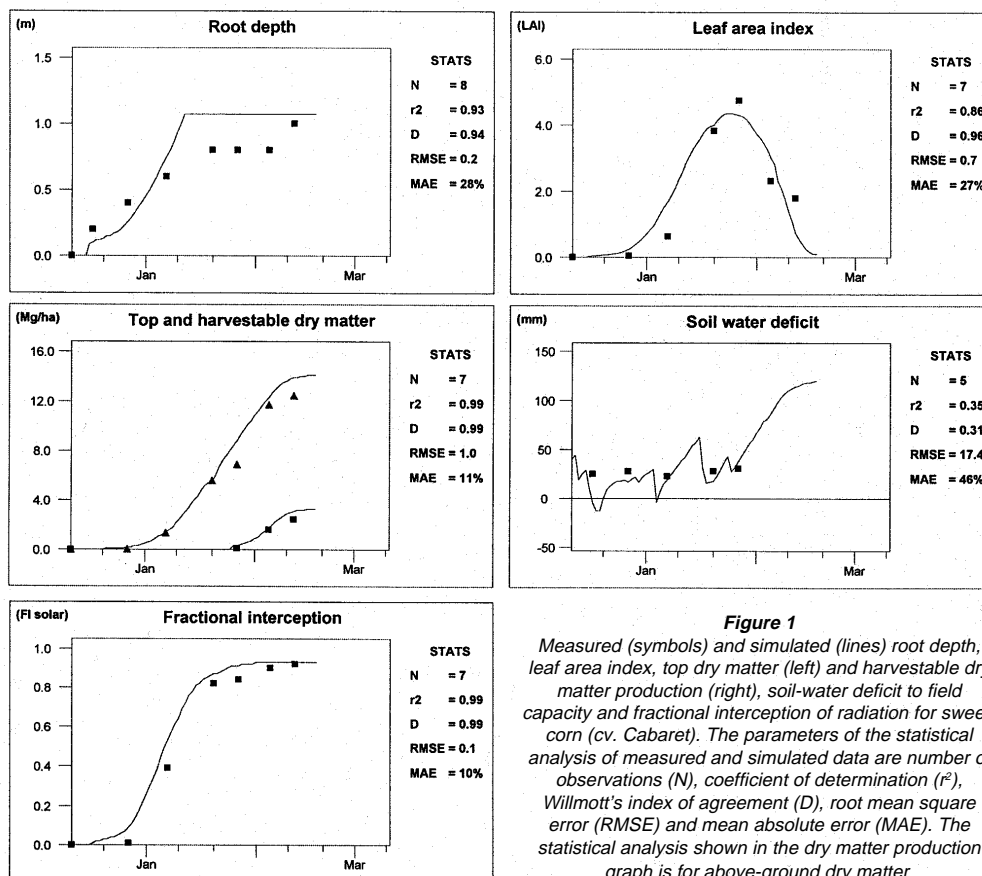 (m)
Root depth
1.5
1.0
0.5
0.0
Jan
Mar
STATS
N = 8
r2 = 0.93
D = 0.94
RMSE = 0.2
MAE = 28%
(LAI)
Leaf area index
6.0
4.0
2.0
0.0
Jan
Mar
STATS
N = 7
r2 = 0.86
D = 0.96
RMSE = 0.7
MAE = 27%
(Mg/ha)
Top and harvestable dry matter
16.0
12.0
8.0
4.0
0.0
Jan
Mar
STATS
N = 7
r2 = 0.99
D = 0.99
RMSE = 1.0
MAE = 11%
(mm)
Soil water deficit
150
100
50
0
-50
Jan
Mar
STATS
N = 5
r2 = 0.35
D = 0.31
RMSE = 17.4
MAE = 46%
(FI solar)
Fractional interception
1.0
0.8
0.6
0.4
0.2
0.0
Jan
Mar
STATS
N = 7
r2 = 0.99
D = 0.99
RMSE = 0.1
MAE = 10%
Figure 1
Measured (symbols) and simulated (lines) root depth,
leaf area index, top dry matter (left) and harvestable dry
matter production (right), soil-water deficit to field
capacity and fractional interception of radiation for sweet
corn (cv. Cabaret). The parameters of the statistical
analysis of measured and simulated data are number o
observations (N), coefficient of determination (r²),
Willmott's index of agreement (D), root mean square
error (RMSE) and mean absolute error (MAE). The
statistical analysis shown in the dry matter production
graph is for above-ground dry matter